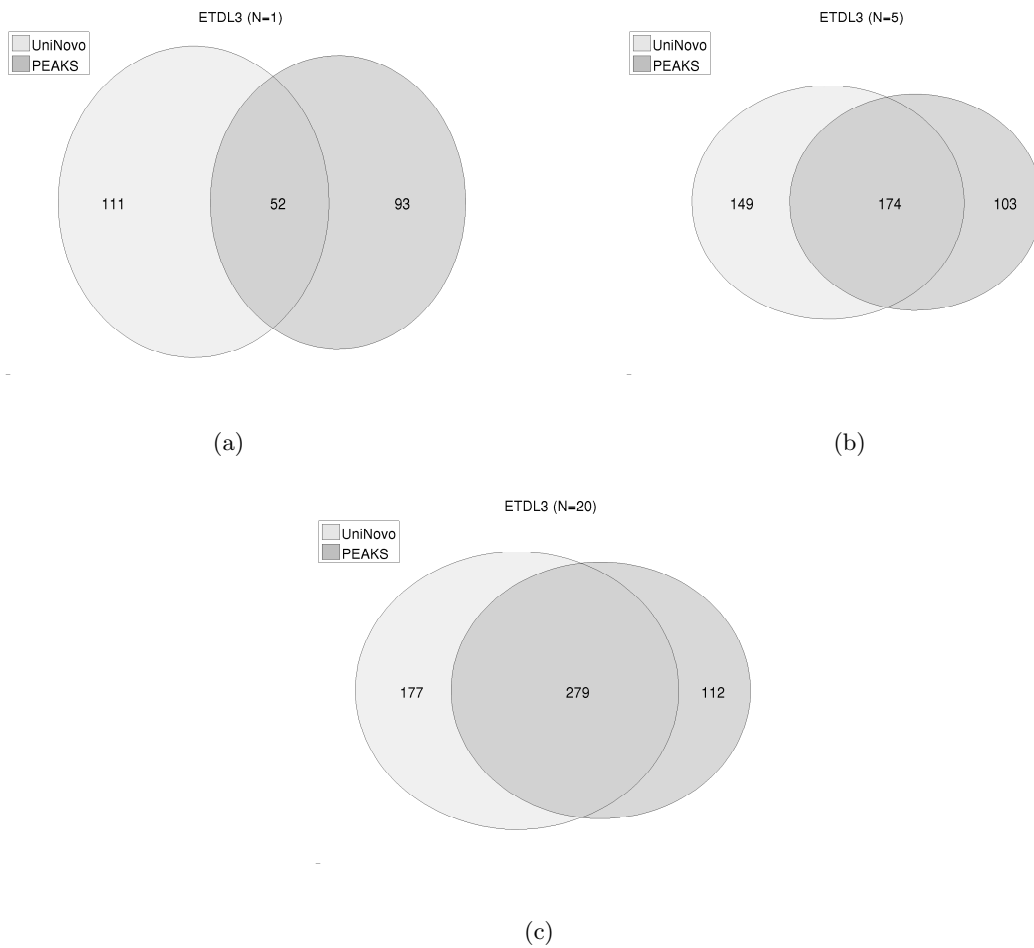 ETDL3 (N=1)
UniNovo
PEAKS
111
52
93
(a)
ETDL3 (N=5)
UniNovo
PEAKS
149
174
103
(b)
ETDL3 (N=20)
UniNovo
PEAKS
177
279
112
(c)